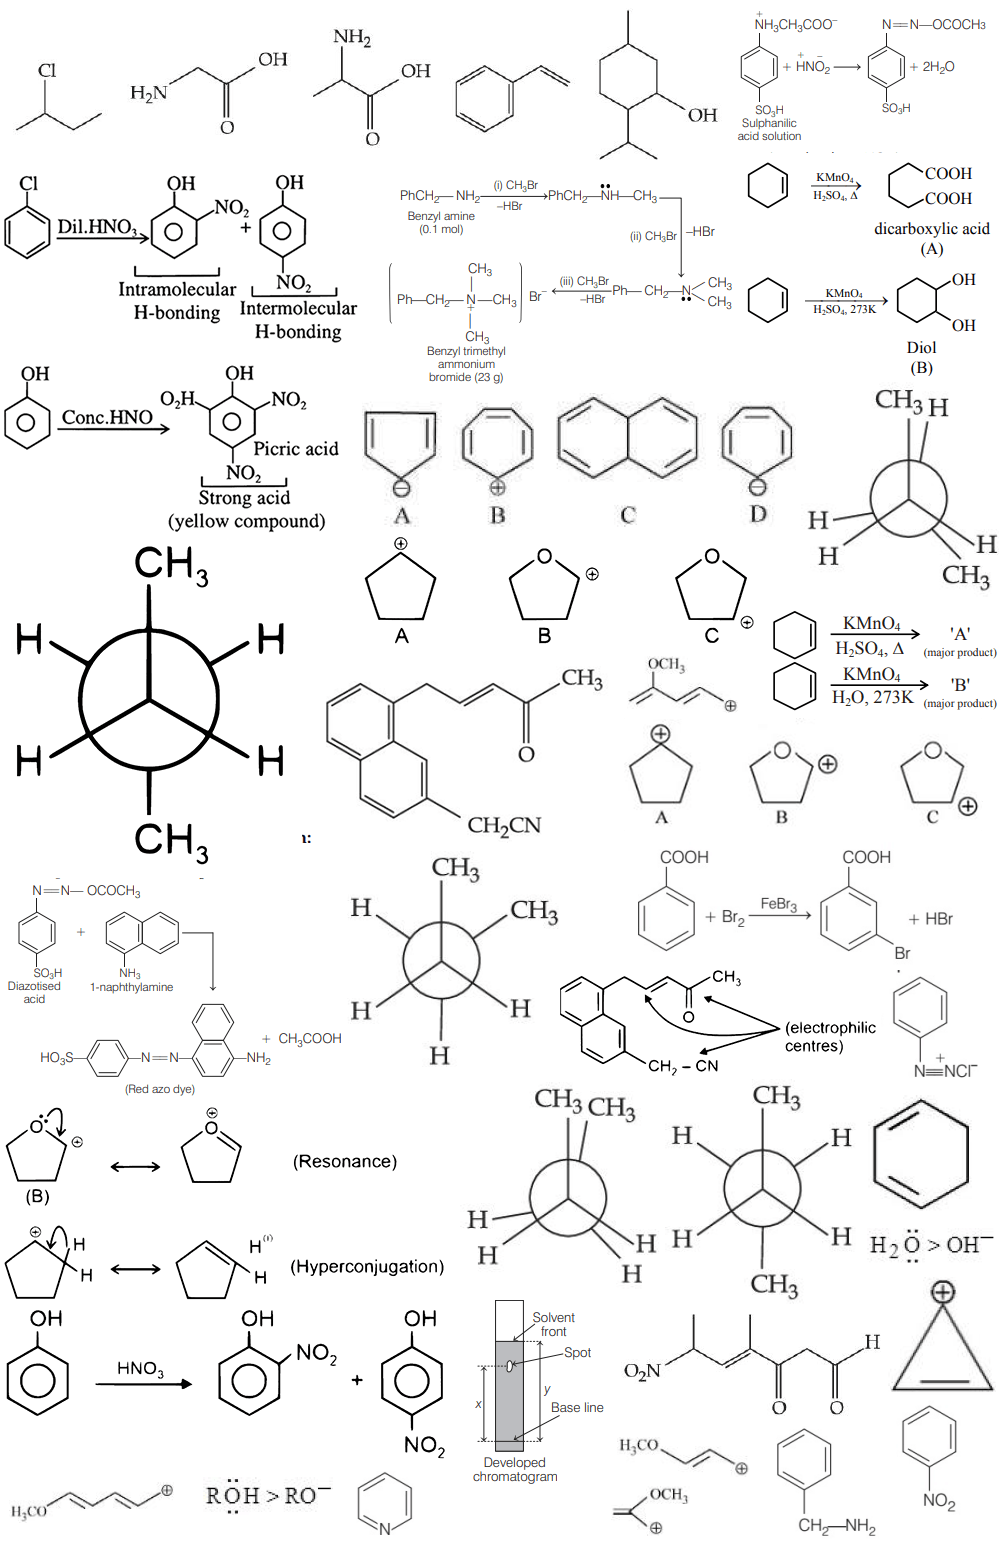 Cl
H₂N
OH
O
NH₂
OH
O
OH
+
NH₃CH₃COO⁻
SO₃H
Sulphanilic
acid solution
+ HNO₂
N=N—OCOCH₃
SO₃H
+ 2H₂O
Cl
Dil.HNO₃
OH
NO₂
+
OH
NO₂
Intramolecular
H-bonding
Intermolecular
H-bonding
PhCH₂—NH₂
Benzyl amine
(0.1 mol)
(i) CH₃Br
–HBr
PhCH₂—NH—CH₃
(ii) CH₃Br
–HBr
Ph—CH₂—N
CH₃
CH₃
(iii) CH₃Br
–HBr
Ph—CH₂—N—CH₃
CH₃
+
CH₃
Br⁻
Benzyl trimethyl
ammonium
bromide (23 g)
KMnO₄
H₂SO₄, Δ
COOH
COOH
dicarboxylic acid
(A)
KMnO₄
H₂SO₄, 273K
OH
OH
Diol
(B)
OH
Conc.HNO
O₂H
OH
NO₂
NO₂
Picric acid
Strong acid
(yellow compound)
⊖
A
⊕
B
C
⊖
D
CH₃
H
H
H
H
CH₃
CH₃
H
H
H
H
CH₃
⊕
A
O
⊕
B
O
⊕
C
KMnO₄
H₂SO₄, Δ
'A'
(major product)
KMnO₄
H₂O, 273K
'B'
(major product)
CH₃
O
CH₂CN
OCH₃
⊕
⊕
A
O
⊕
B
O
⊕
C
ı:
N=N—OCOCH₃
SO₃H
Diazotised
acid
+
NH₃
1-naphthylamine
HO₃S
N=N
NH₂
+ CH₃COOH
(Red azo dye)
CH₃
H
CH₃
H
H
H
COOH
+ Br₂
FeBr₃
COOH
Br
+ HBr
CH₃
O
CH₂ – CN
(electrophilic
centres)
+
N≡NCl⁻
O
⊕
(B)
O
⊕
(Resonance)
⊕
H
H
H⁽⁺⁾
H
(Hyperconjugation)
CH₃
CH₃
H
H
H
H
CH₃
H
H
H
H
CH₃
H₂O > OH⁻
OH
HNO₃
OH
NO₂
+
OH
NO₂
Solvent
front
Spot
x
y
Base line
Developed
chromatogram
O₂N
O
O
H
⊕
H₃CO
⊕
ROH > RO⁻
N
H₃CO
⊕
OCH₃
⊕
CH₂—NH₂
NO₂